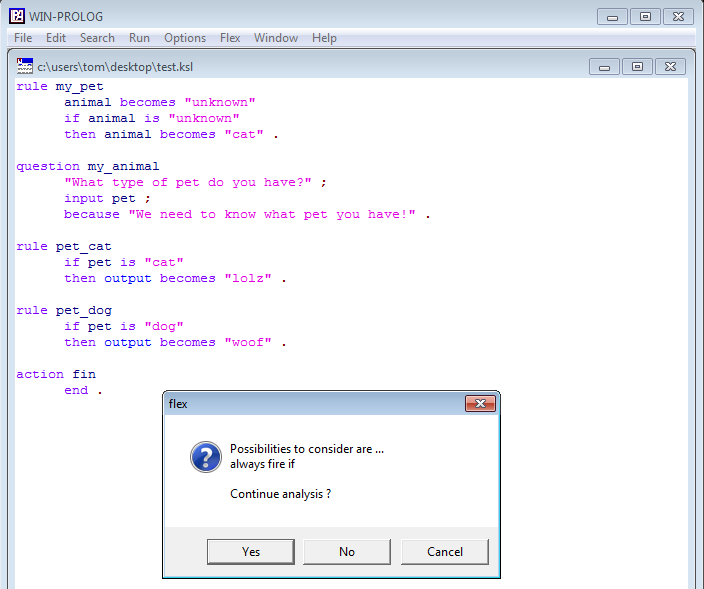 WIN-PROLOG
File Edit Search Run Options Flex Window Help
c:\users\tom\desktop\test.ksl
rule my_pet
animal becomes "unknown"
if animal is "unknown"
then animal becomes "cat" .
question my_animal
"What type of pet do you have?" ;
input pet ;
because "We need to know what pet you have!" .
rule pet_cat
if pet is "cat"
then output becomes "lolz" .
rule pet_dog
if pet is "dog"
then output becomes "woof" .
action fin
end .
flex
Possibilities to consider are ...
always fire if
Continue analysis ?
Yes No Cancel